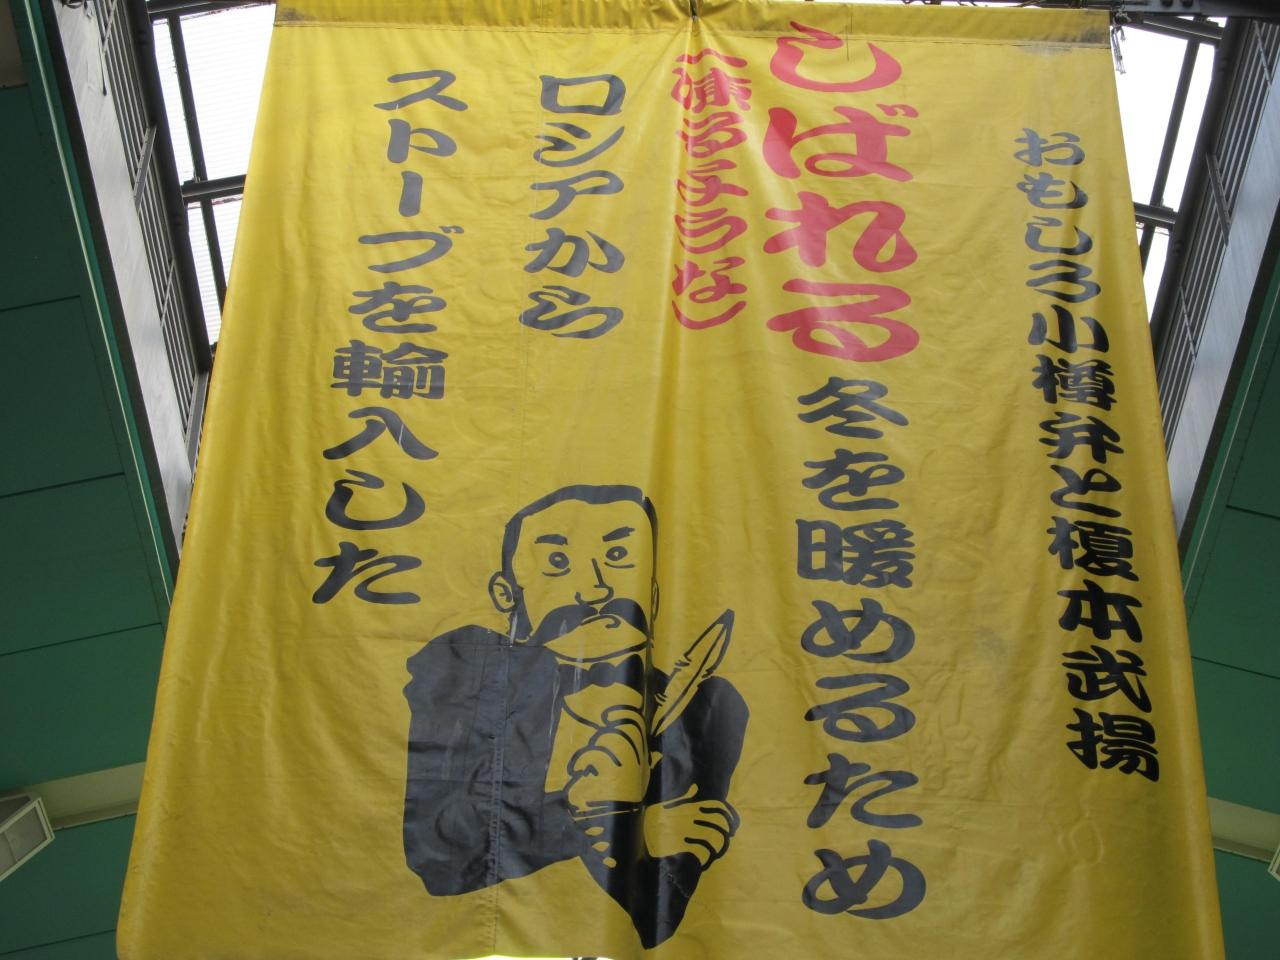 おもしろ小樽弁と榎本武揚
しばれる冬を暖めるため
（凍るような）
ロシアから
ストーブを輸入した